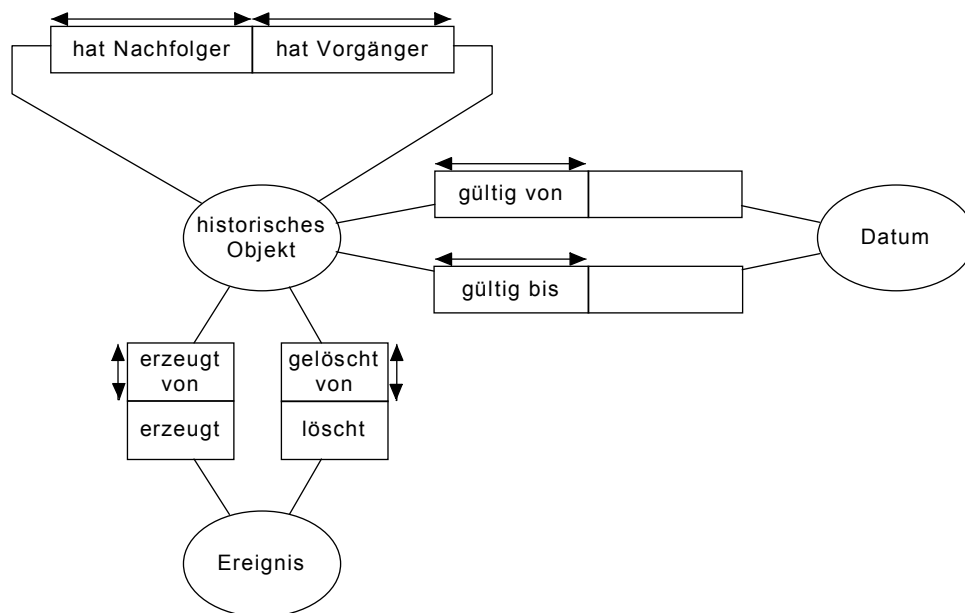 hat Nachfolger
hat Vorgänger
gültig von
historisches
Objekt
Datum
gültig bis
erzeugt
von
gelöscht
von
erzeugt
löscht
Ereignis